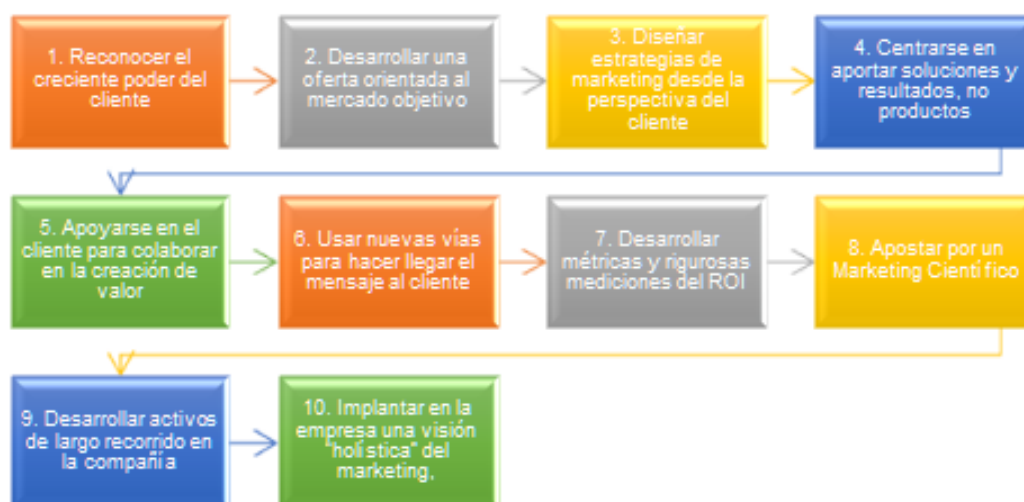 1. Reconocer el
creciente poder del
cliente
2. Desarrollar una
oferta orientada al
mercado objetivo
3. Diseñar
estrategias de
marketing desde la
perspectiva del
cliente
4. Centrarse en
aportar soluciones y
resultados, no
productos
5. Apoyarse en el
cliente para colaborar
en la creación de
valor
6. Usar nuevas vías
para hacer llegar el
mensaje al cliente
7. Desarrollar
métricas y rigurosas
mediciones del ROI
8. Apostar por un
Marketing Científico
9. Desarrollar activos
de largo recorrido en
la compañía
10. Implantar en la
empresa una visión
"holística" del
marketing,